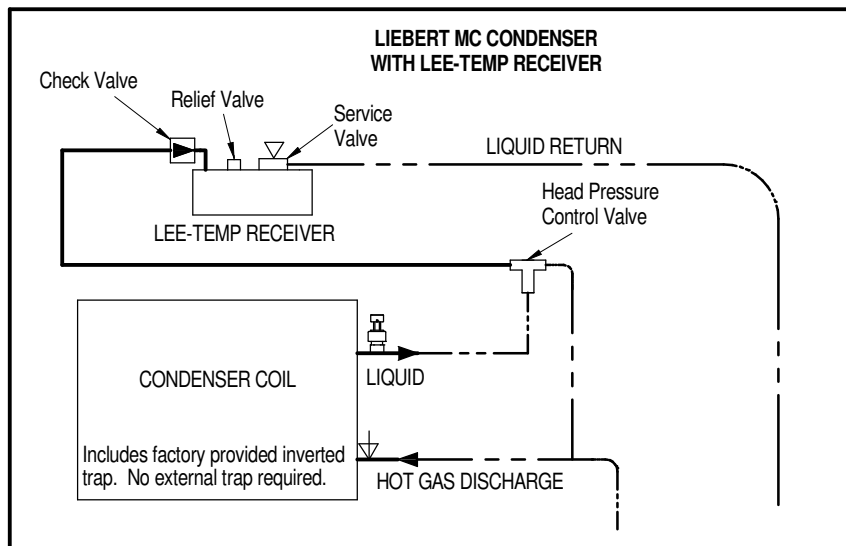 LIEBERT MC CONDENSER
WITH LEE-TEMP RECEIVER
Check Valve
Relief Valve
Service
Valve
LIQUID RETURN
Head Pressure
Control Valve
LEE-TEMP RECEIVER
CONDENSER COIL
LIQUID
Includes factory provided inverted
trap. No external trap required.
HOT GAS DISCHARGE